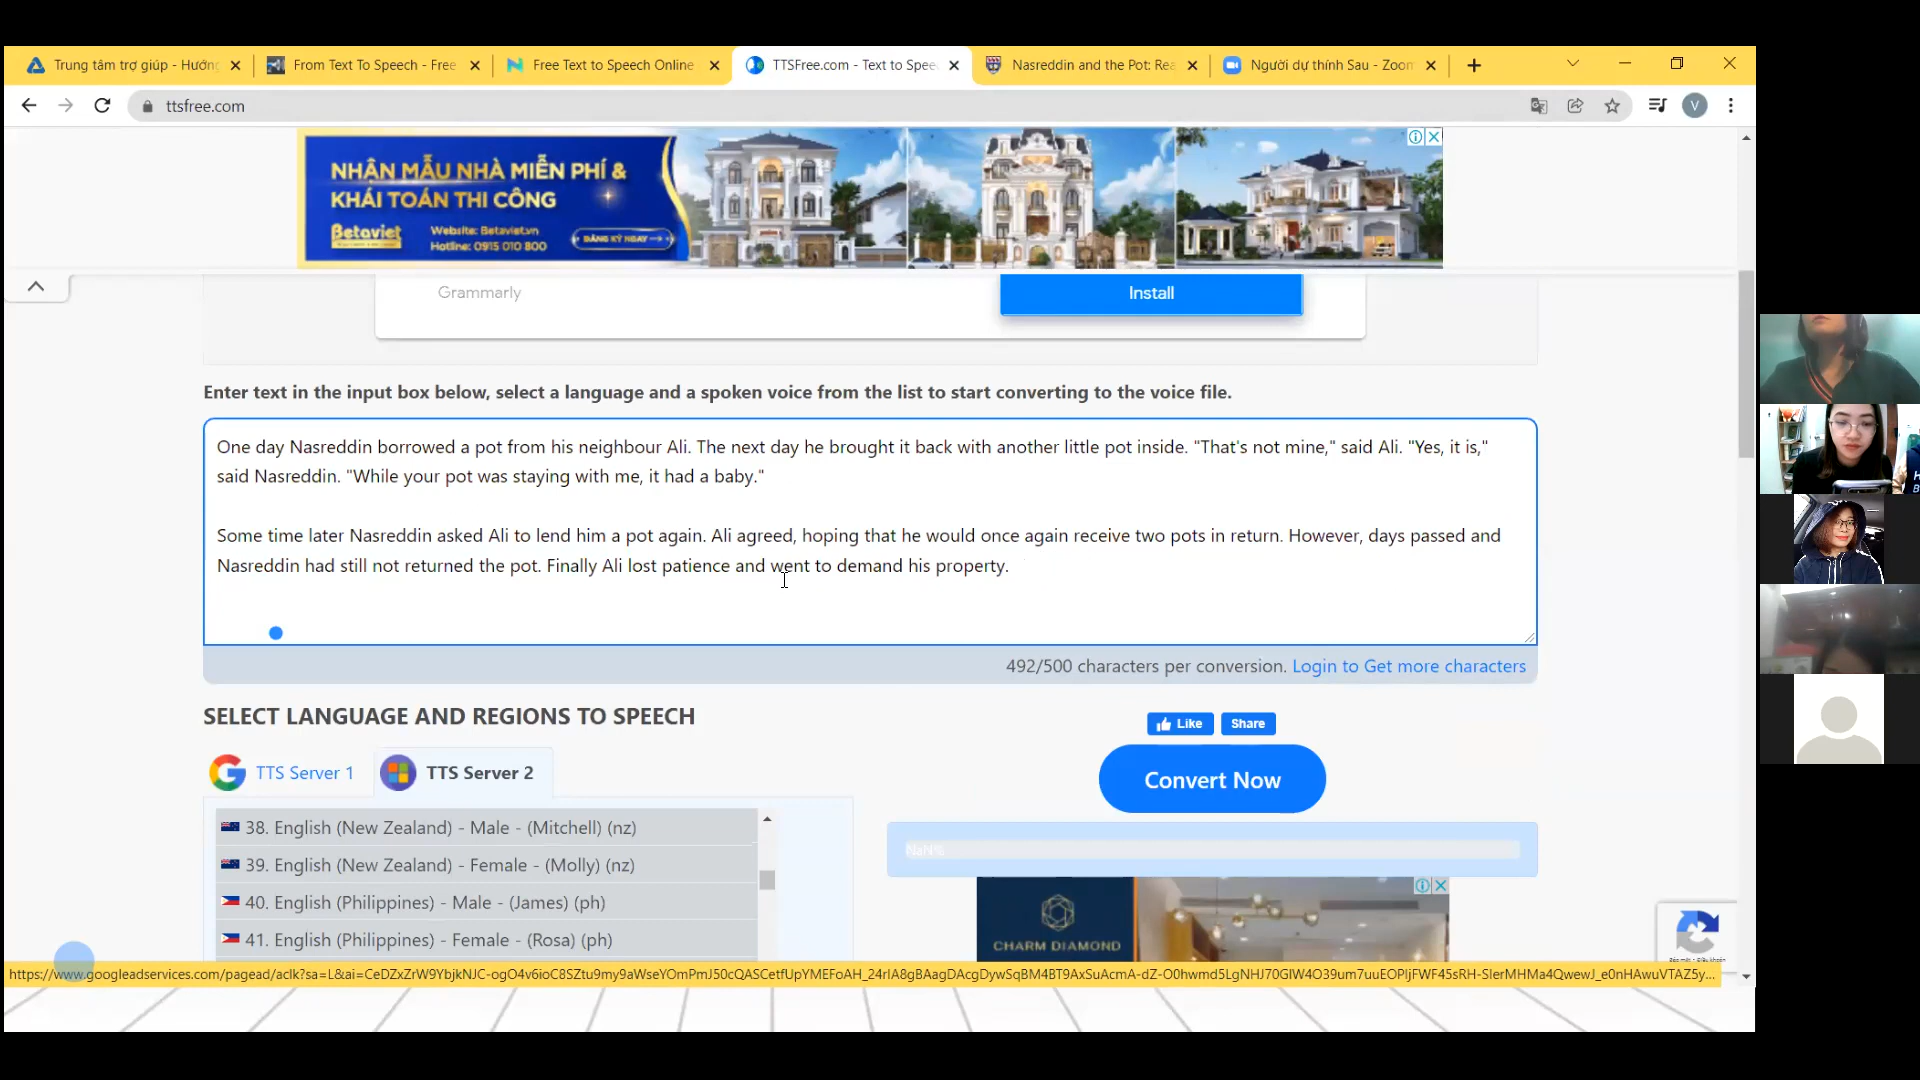 Trung tâm trợ giúp - Hướng
From Text To Speech - Free
Free Text to Speech Online
TTSFree.com - Text to Spee
Nasreddin and the Pot: Rea
Người dự thính Sau - Zoom
ttsfree.com
V
NHẬN MẪU NHÀ MIỄN PHÍ &
KHÁI TOÁN THI CÔNG
Betaviet
Website: Betaviet.vn
Hotline: 0915 010 800
ĐĂNG KÝ NGAY
Grammarly
Install
Enter text in the input box below, select a language and a spoken voice from the list to start converting to the voice file.
One day Nasreddin borrowed a pot from his neighbour Ali. The next day he brought it back with another little pot inside. "That's not mine," said Ali. "Yes, it is,"
said Nasreddin. "While your pot was staying with me, it had a baby."
Some time later Nasreddin asked Ali to lend him a pot again. Ali agreed, hoping that he would once again receive two pots in return. However, days passed and
Nasreddin had still not returned the pot. Finally Ali lost patience and went to demand his property.
492/500 characters per conversion. Login to Get more characters
SELECT LANGUAGE AND REGIONS TO SPEECH
Like
Share
TTS Server 1
TTS Server 2
Convert Now
38. English (New Zealand) - Male - (Mitchell) (nz)
39. English (New Zealand) - Female - (Molly) (nz)
40. English (Philippines) - Male - (James) (ph)
41. English (Philippines) - Female - (Rosa) (ph)
NaN%
CHARM DIAMOND